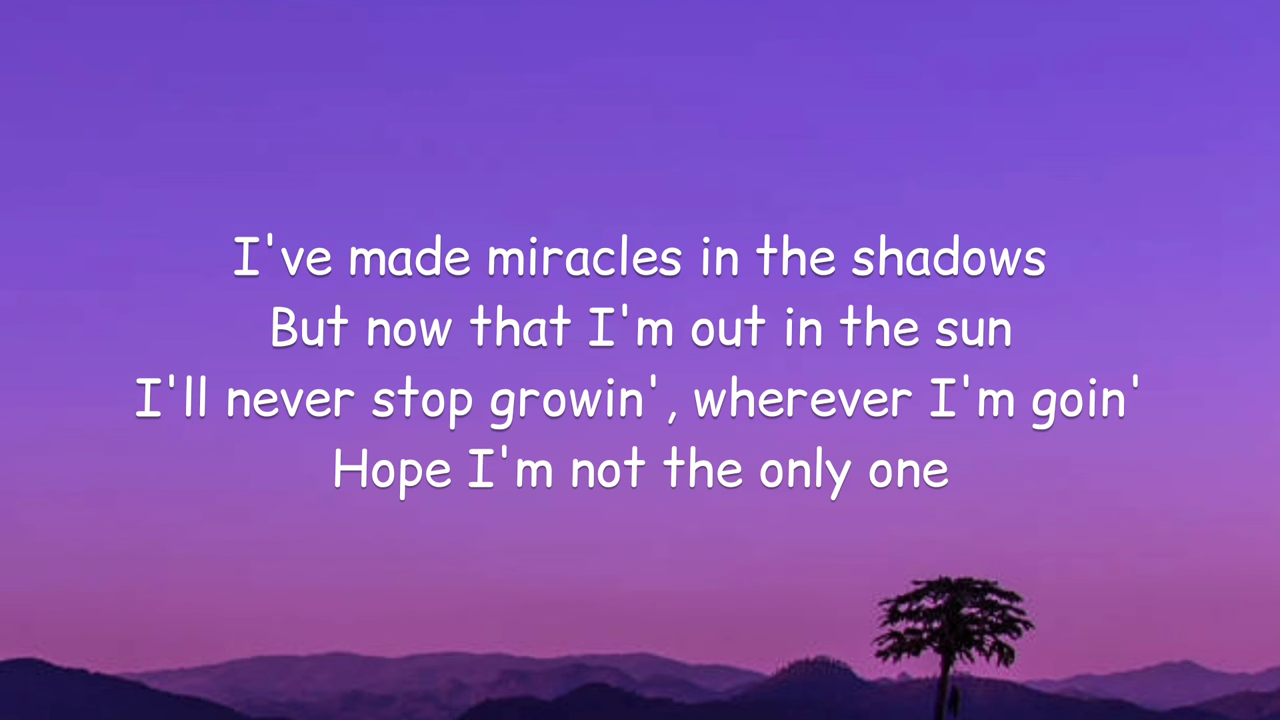 I've made miracles in the shadows
But now that I'm out in the sun
I'll never stop growin', wherever I'm goin'
Hope I'm not the only one